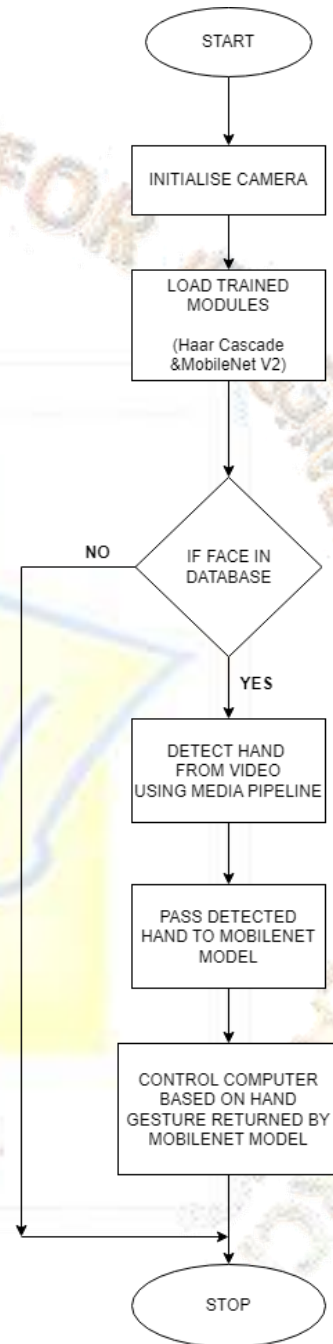 START
INITIALISE CAMERA
LOAD TRAINED
MODULES
(Haar Cascade
&MobileNet V2)
NO
IF FACE IN
DATABASE
YES
DETECT HAND
FROM VIDEO
USING MEDIA PIPELINE
PASS DETECTED
HAND TO MOBILENET
MODEL
CONTROL COMPUTER
BASED ON HAND
GESTURE RETURNED BY
MOBILENET MODEL
STOP
FOR